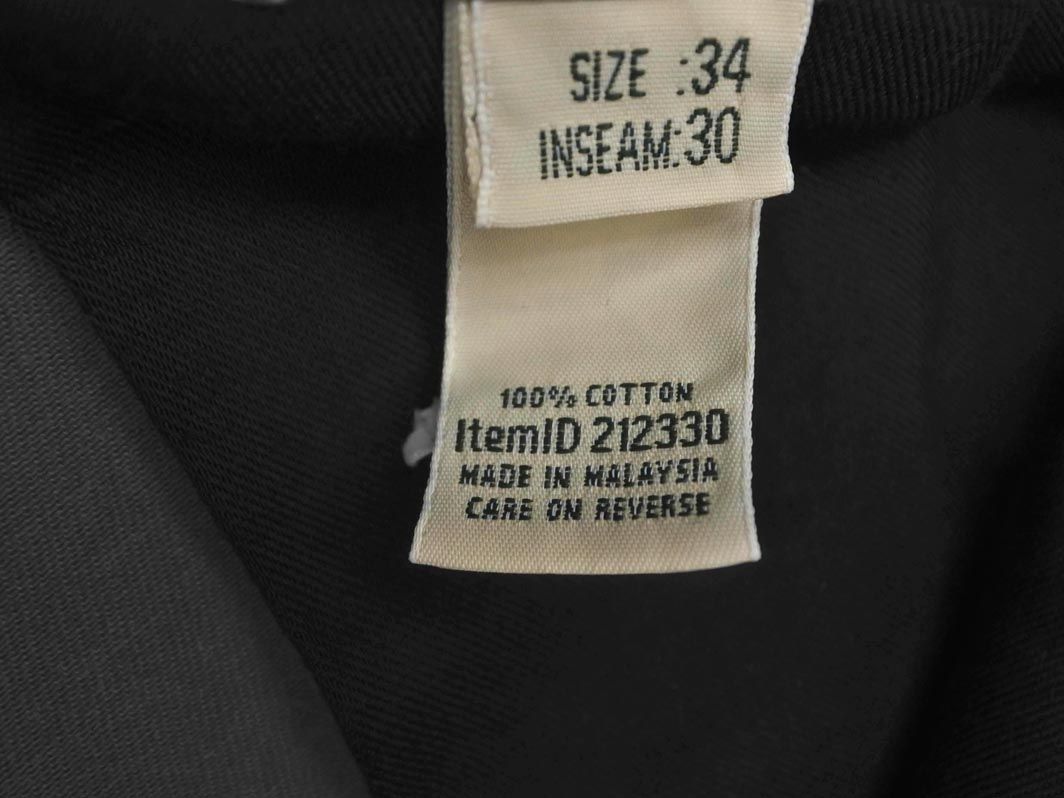 SIZE :34
INSEAM:30
100% COTTON
ItemID 212330
MADE IN MALAYSIA
CARE ON REVERSE